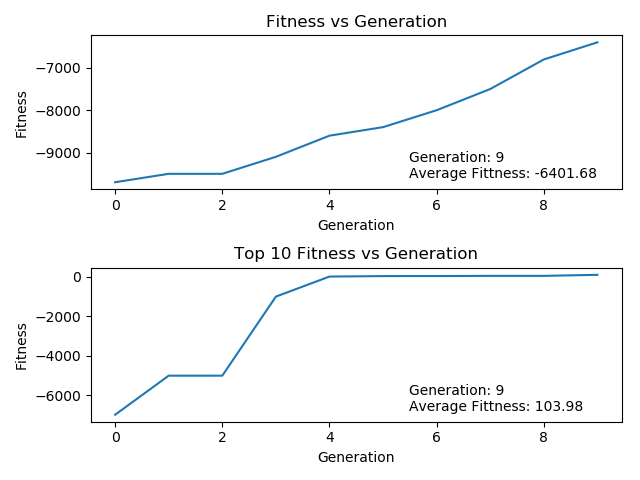 Fitness vs Generation
Fitness
−7000
−8000
−9000
Generation: 9
Average Fittness: -6401.68
0 2 4 6 8
Generation
Top 10 Fitness vs Generation
Fitness
0
−2000
−4000
−6000
Generation: 9
Average Fittness: 103.98
0 2 4 6 8
Generation